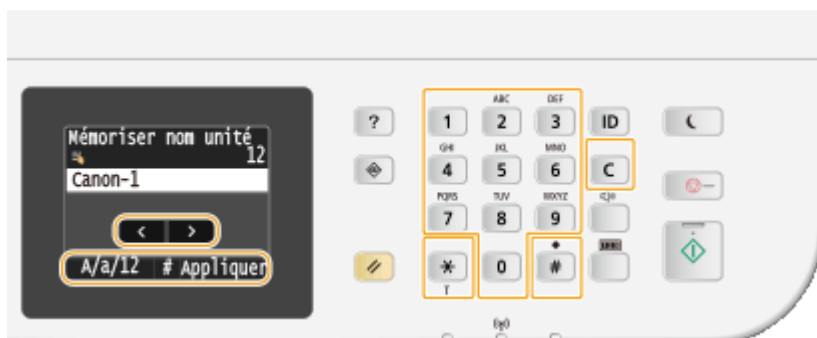 Mémoriser nom unité
12
Canon-1
< >
A/a/12 # Appliquer
?
ABC DEF
1 2 3 ID
GHI JKL MNO
4 5 6 C
PQRS TUV WXYZ
7 8 9
* 0 #
T